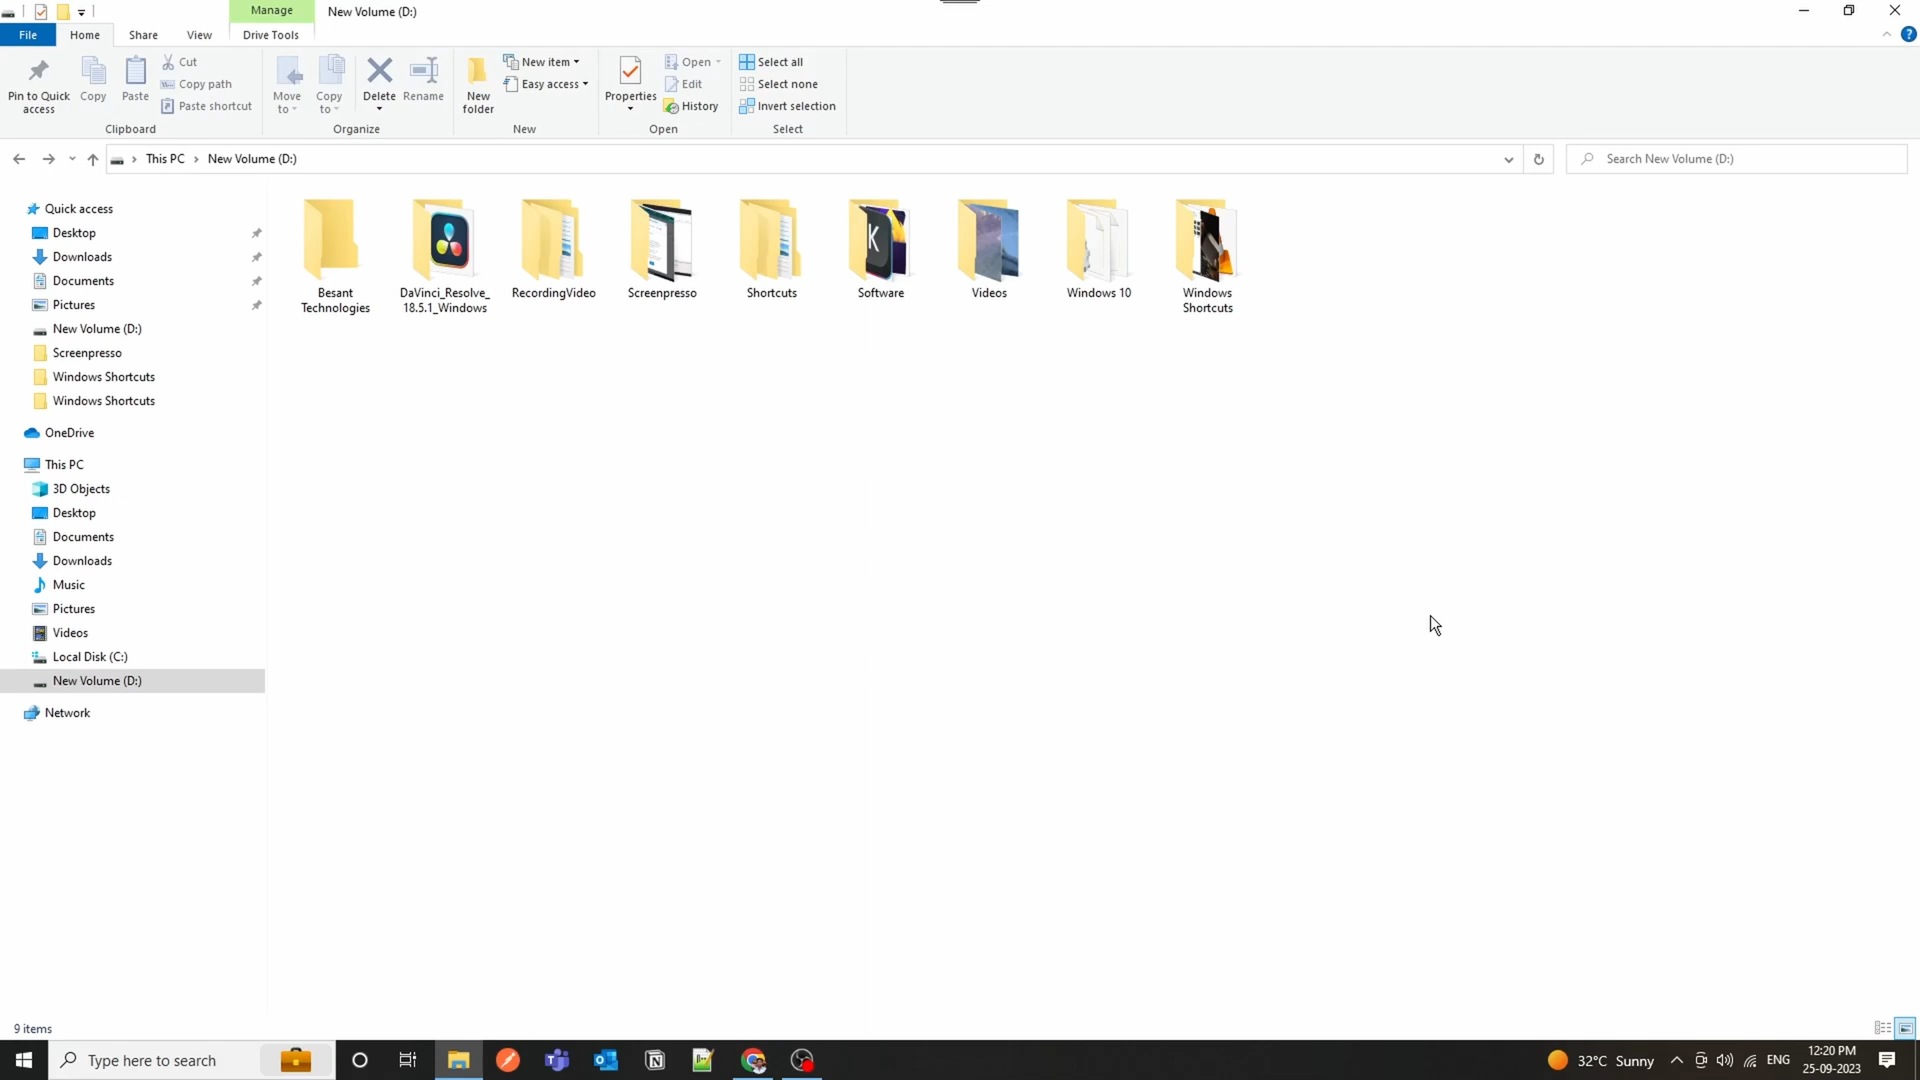 Manage
New Volume (D:)
File
Home
Share
View
Drive Tools
Pin to Quick
access
Copy
Paste
Cut
Copy path
Paste shortcut
Clipboard
Move
to
Copy
to
Delete
Rename
Organize
New
folder
New item
Easy access
New
Properties
Open
Edit
History
Open
Select all
Select none
Invert selection
Select
This PC
New Volume (D:)
Search New Volume (D:)
Quick access
Desktop
Downloads
Documents
Pictures
New Volume (D:)
Screenpresso
Windows Shortcuts
Windows Shortcuts
OneDrive
This PC
3D Objects
Desktop
Documents
Downloads
Music
Pictures
Videos
Local Disk (C:)
New Volume (D:)
Network
Besant
Technologies
DaVinci_Resolve_
18.5.1_Windows
RecordingVideo
Screenpresso
Shortcuts
Software
K
Videos
Windows 10
Windows
Shortcuts
9 items
Type here to search
32°C Sunny
ENG
12:20 PM
25-09-2023